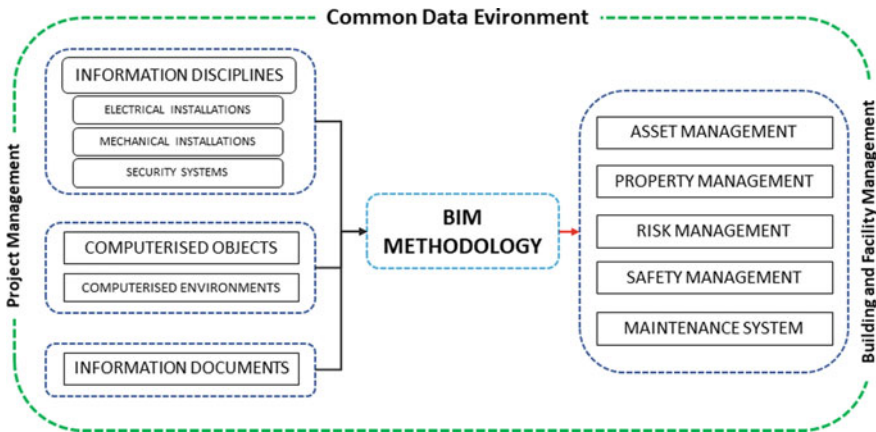 Common Data Evironment
Project Management
INFORMATION DISCIPLINES
ELECTRICAL INSTALLATIONS
MECHANICAL INSTALLATIONS
SECURITY SYSTEMS
COMPUTERISED OBJECTS
COMPUTERISED ENVIRONMENTS
INFORMATION DOCUMENTS
BIM
METHODOLOGY
ASSET MANAGEMENT
PROPERTY MANAGEMENT
RISK MANAGEMENT
SAFETY MANAGEMENT
MAINTENANCE SYSTEM
Building and Facility Management